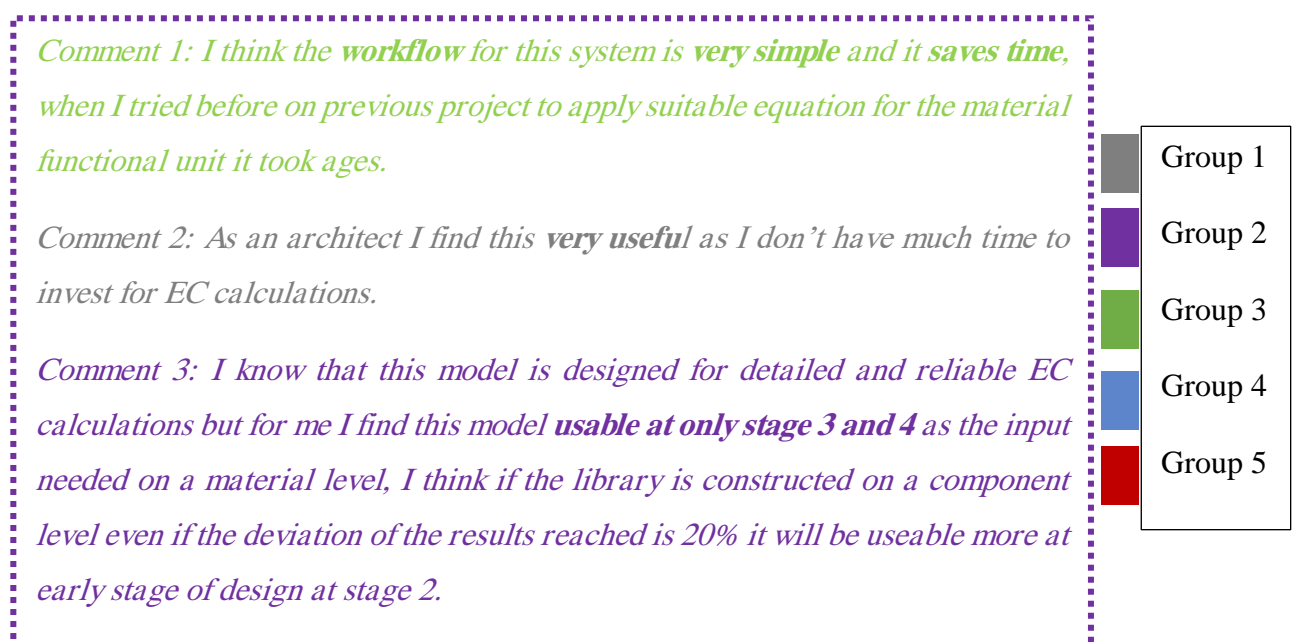 Comment 1: I think the workflow for this system is very simple and it saves time,
when I tried before on previous project to apply suitable equation for the material
functional unit it took ages.
Comment 2: As an architect I find this very useful as I don’t have much time to
invest for EC calculations.
Comment 3: I know that this model is designed for detailed and reliable EC
calculations but for me I find this model usable at only stage 3 and 4 as the input
needed on a material level, I think if the library is constructed on a component
level even if the deviation of the results reached is 20% it will be useable more at
early stage of design at stage 2.
Group 1
Group 2
Group 3
Group 4
Group 5